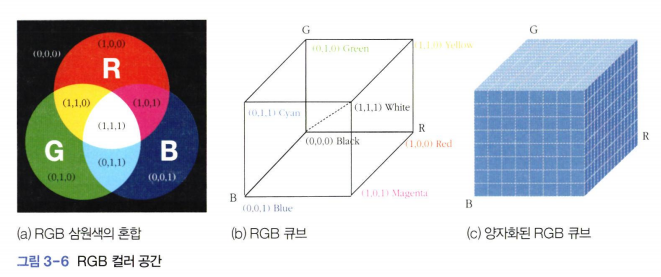 (0,0,0)
(1,0,0)
R
(1,1,0)
(1,0,1)
(1,1,1)
G
B
(0,1,1)
(0,1,0)
(0,0,1)
(a) RGB 삼원색의 혼합
G
(0,1,0) Green
(1,1,0) Yellow
(0,1,1) Cyan
(1,1,1) White
R
(0,0,0) Black
(1,0,0) Red
B
(1,0,1) Magenta
(0,0,1) Blue
(b) RGB 큐브
G
R
B
(c) 양자화된 RGB 큐브
그림 3-6 RGB 컬러 공간